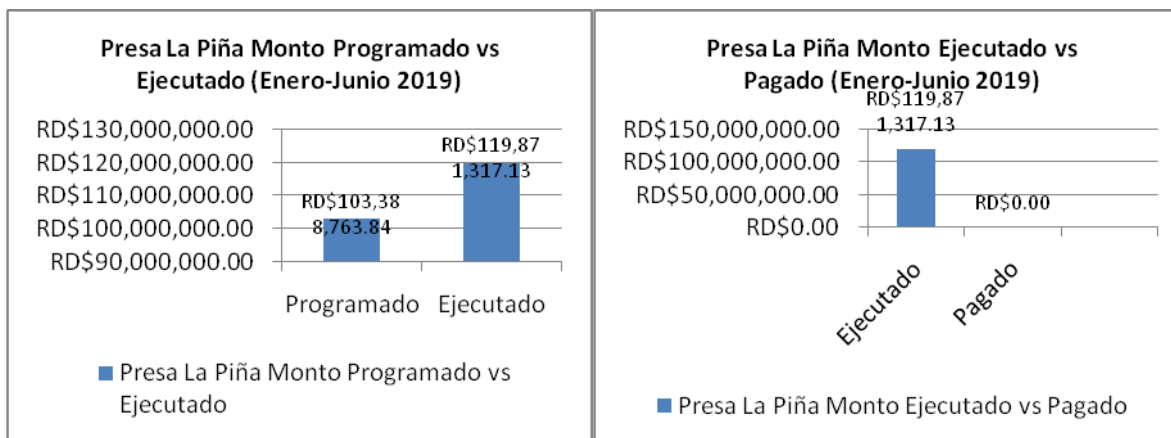 Presa La Piña Monto Programado vs
Ejecutado (Enero-Junio 2019)
RD$130,000,000.00
RD$120,000,000.00
RD$110,000,000.00
RD$100,000,000.00
RD$90,000,000.00
RD$103,38
8,763.84
RD$119,87
1,317.13
Programado
Ejecutado
Presa La Piña Monto Programado vs
Ejecutado
Presa La Piña Monto Ejecutado vs
Pagado (Enero-Junio 2019)
RD$119,87
1,317.13
RD$150,000,000.00
RD$100,000,000.00
RD$50,000,000.00
RD$0.00
RD$0.00
Ejecutado
Pagado
Presa La Piña Monto Ejecutado vs Pagado